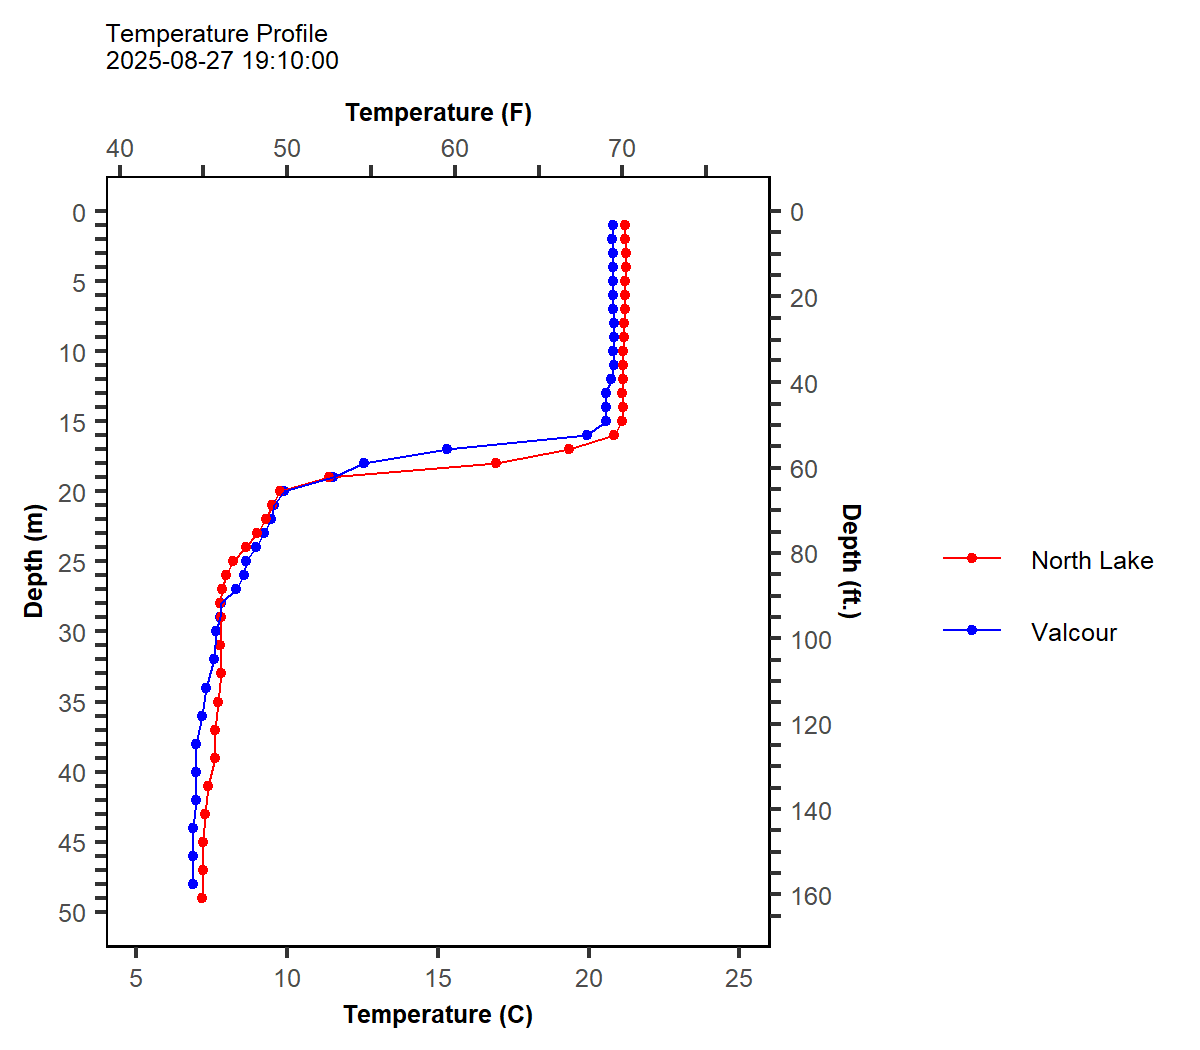 Temperature Profile
2025-08-27 19:10:00
Temperature (F)
40 50 60 70
0
5
10
15
20
25
30
35
40
45
50
Depth (m)
0
20
40
60
80
100
120
140
160
Depth (ft.)
North Lake
Valcour
5 10 15 20 25
Temperature (C)